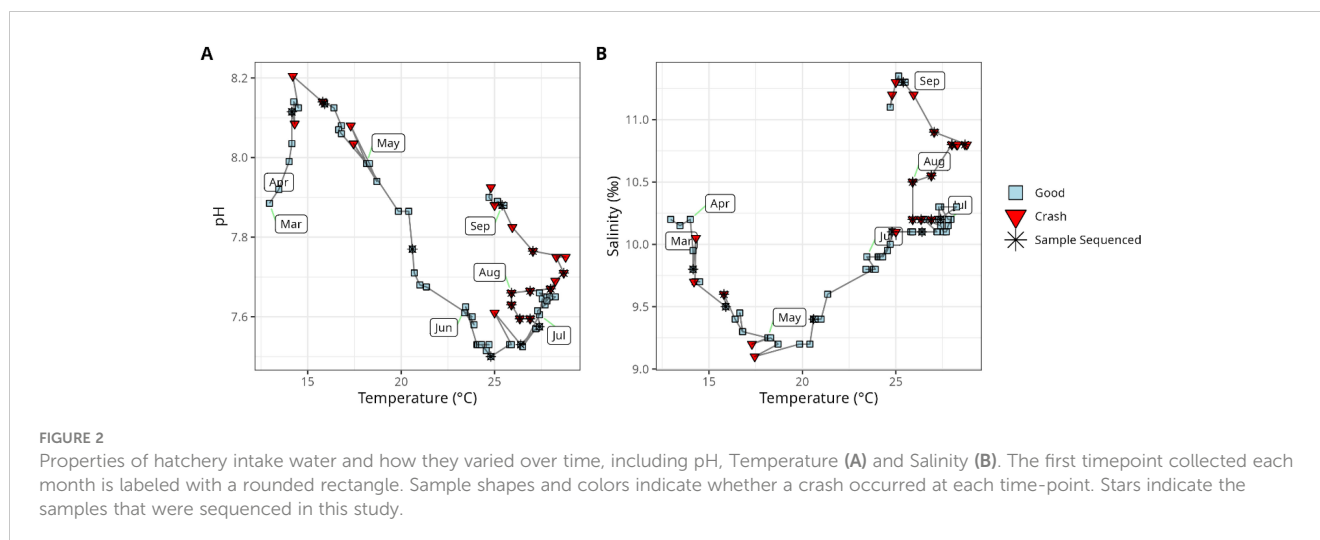 A
B
8.2
8.0
7.8
7.6
pH
15
20
25
Temperature (°C)
Apr
Mar
May
Sep
Aug
Jun
Jul
11.0
10.5
10.0
9.5
9.0
Salinity (‰)
15
20
25
Temperature (°C)
Sep
Aug
Jul
Apr
Mar
Jun
May
Good
Crash
Sample Sequenced
FIGURE 2
Properties of hatchery intake water and how they varied over time, including pH, Temperature (A) and Salinity (B). The first timepoint collected each
month is labeled with a rounded rectangle. Sample shapes and colors indicate whether a crash occurred at each time-point. Stars indicate the
samples that were sequenced in this study.